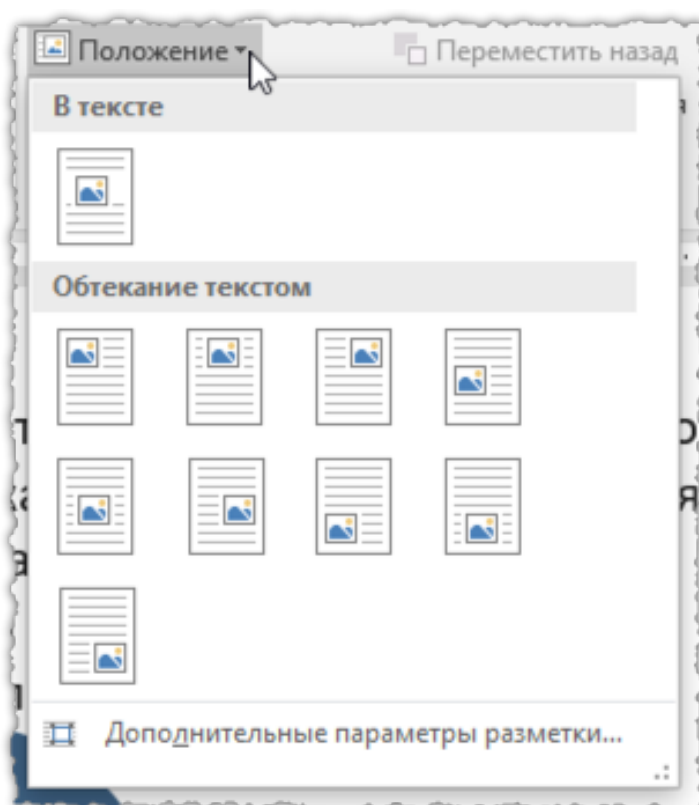 Положение
Переместить назад
В тексте
Обтекание текстом
Дополнительные параметры разметки...